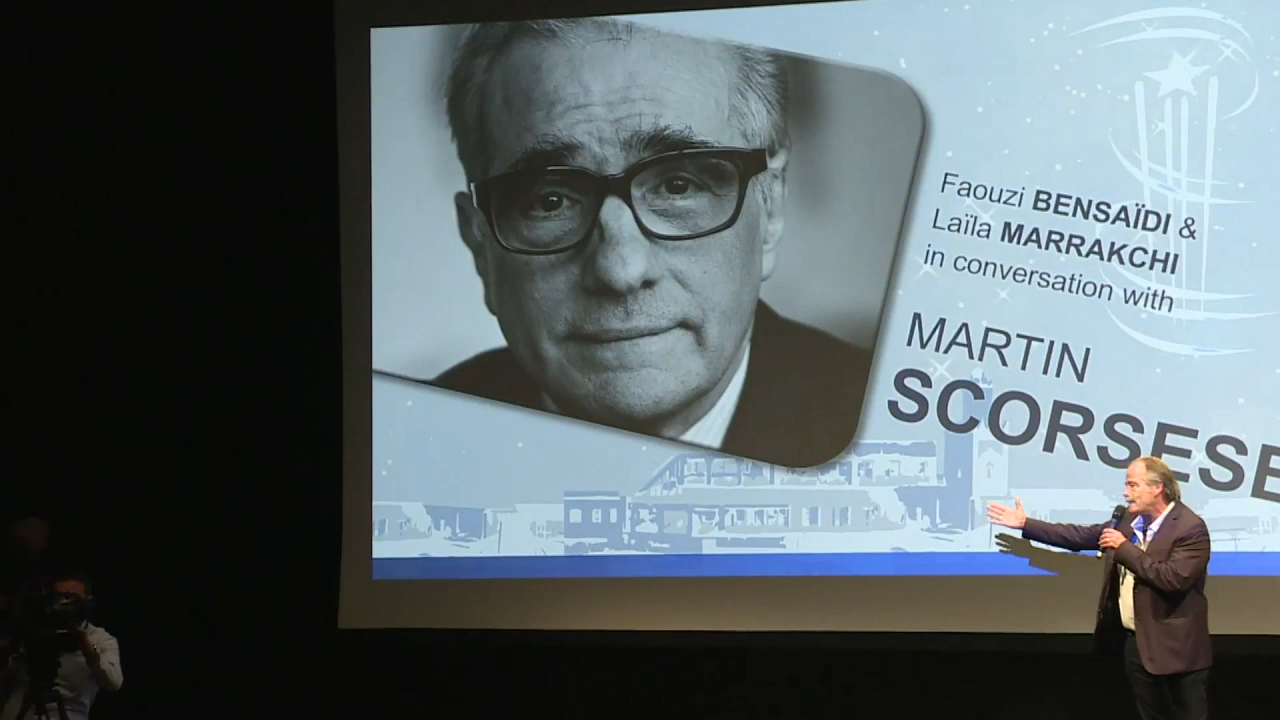 Faouzi BENSAÏDI &
Laïla MARRAKCHI
in conversation with
MARTIN
SCORSESE